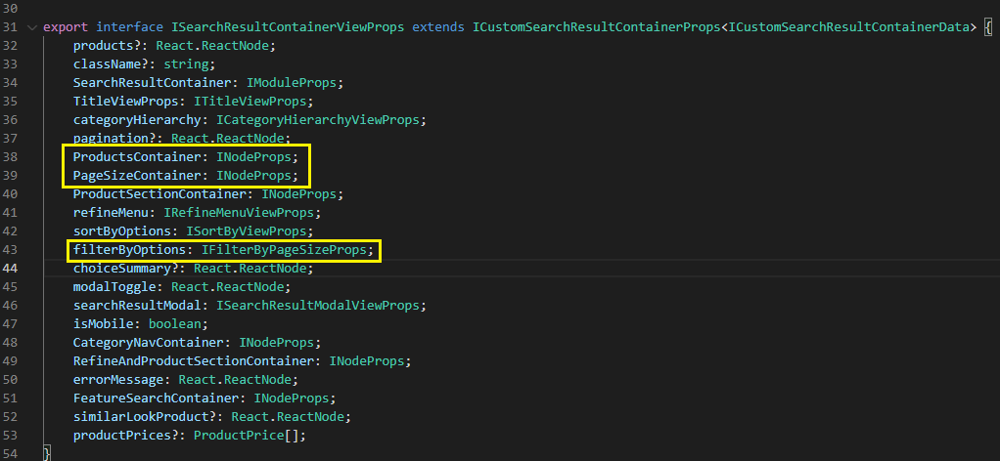 30
31 export interface ISearchResultContainerViewProps extends ICustomSearchResultContainerProps<ICustomSearchResultContainerData> {
32 products?: React.ReactNode;
33 className?: string;
34 SearchResultContainer: IModuleProps;
35 TitleViewProps: ITitleViewProps;
36 categoryHierarchy: ICategoryHierarchyViewProps;
37 pagination?: React.ReactNode;
38 ProductsContainer: INodeProps;
39 PageSizeContainer: INodeProps;
40 ProductSectionContainer: INodeProps;
41 refineMenu: IRefineMenuViewProps;
42 sortByOptions: ISortByViewProps;
43 filterByOptions: IFilterByPageSizeProps;
44 choiceSummary?: React.ReactNode;
45 modalToggle: React.ReactNode;
46 searchResultModal: ISearchResultModalViewProps;
47 isMobile: boolean;
48 CategoryNavContainer: INodeProps;
49 RefineAndProductSectionContainer: INodeProps;
50 errorMessage: React.ReactNode;
51 FeatureSearchContainer: INodeProps;
52 similarLookProduct?: React.ReactNode;
53 productPrices?: ProductPrice[];
54 }